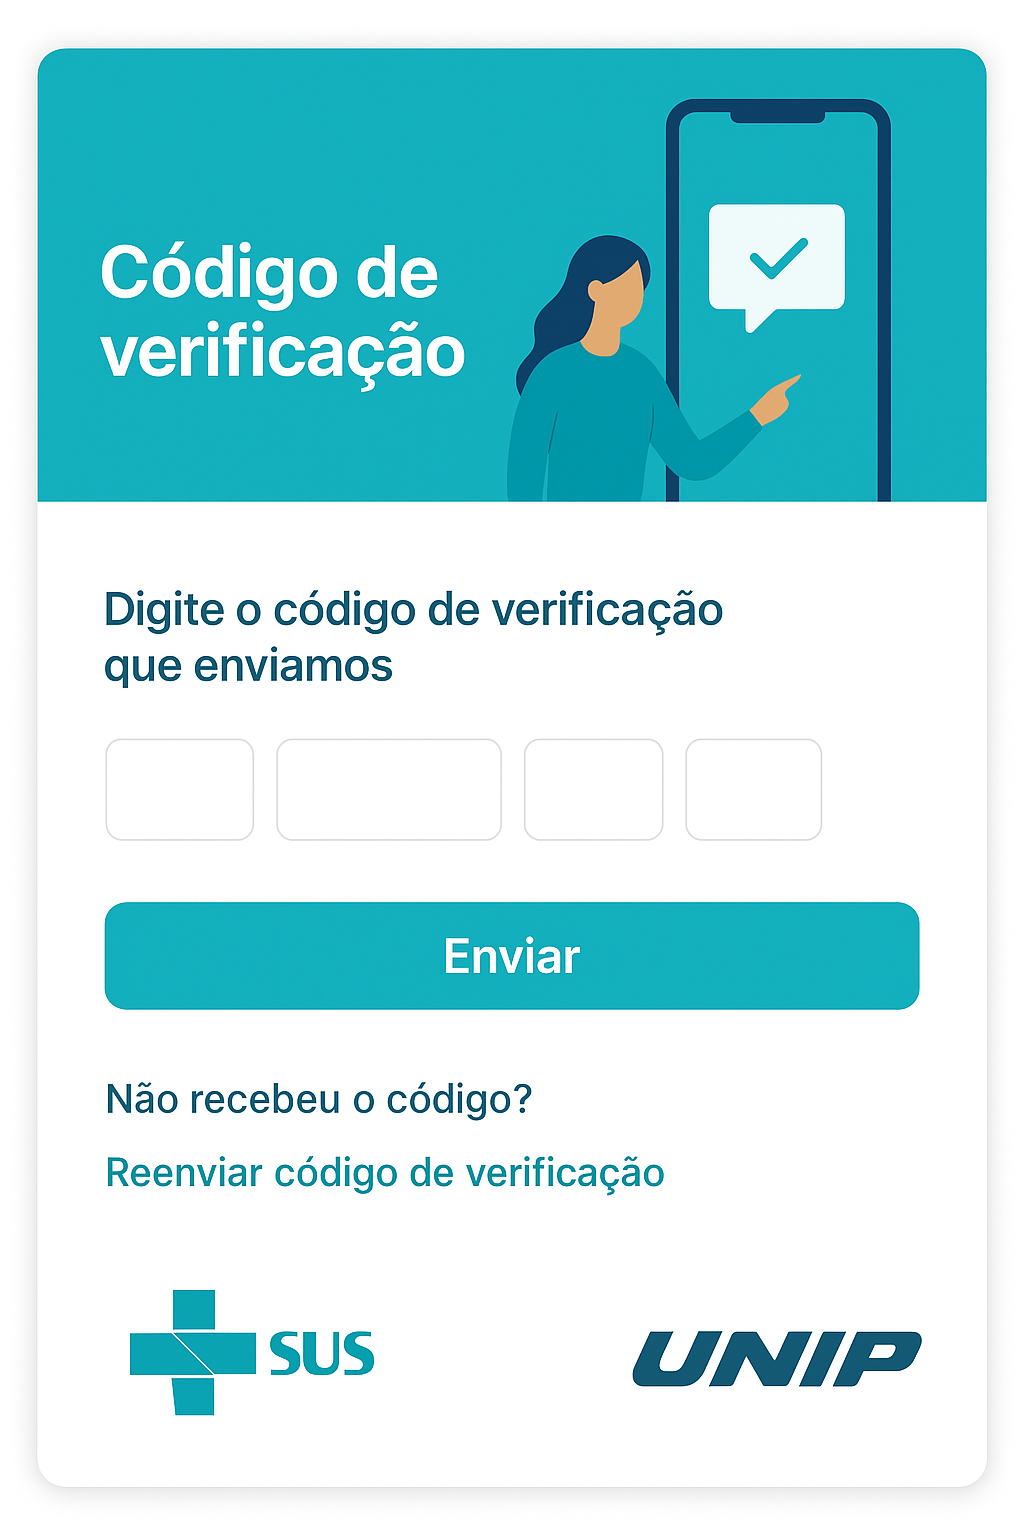 Código de
verificação
Digite o código de verificação
que enviamos
Enviar
Não recebeu o código?
Reenviar código de verificação
SUS
UNIP